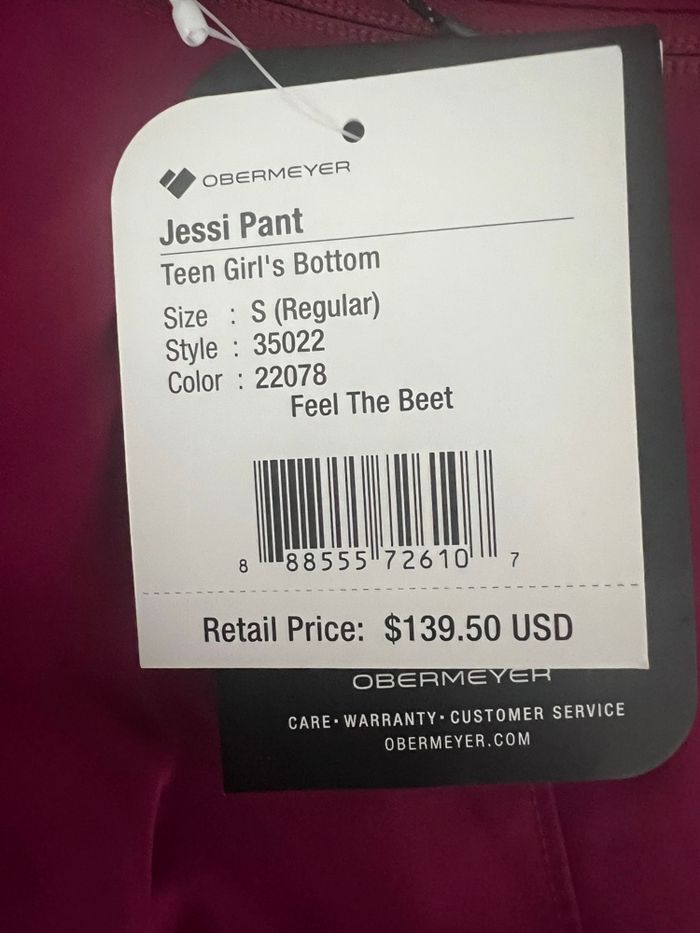 OBERMEYER
Jessi Pant
Teen Girl's Bottom
Size : S (Regular)
Style : 35022
Color : 22078
Feel The Beet
8 88555 72610 7
Retail Price: $139.50 USD
OBERMEYER
CARE• WARRANTY• CUSTOMER SERVICE
OBERMEYER.COM